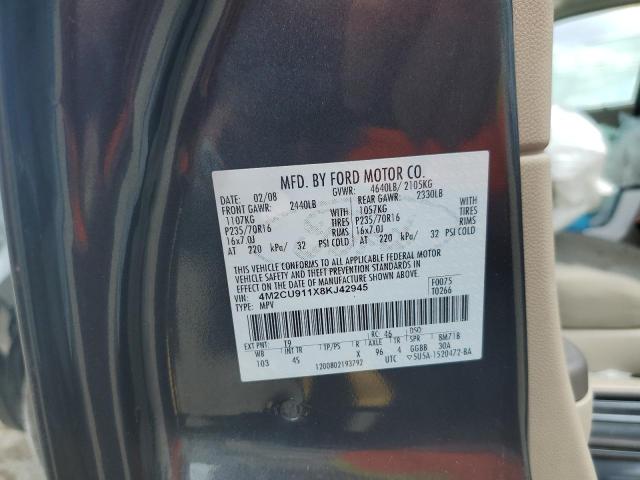 MFD. BY FORD MOTOR CO.
DATE: 02/08 GVWR: 4640LB/ 2105KG
FRONT GAWR: 2440LB REAR GAWR: 2330LB
1107KG WITH 1057KG WITH
P235/70R16 TIRES P235/70R16 TIRES
16x7.0J RIMS 16x7.0J RIMS
AT 220 kPa/ 32 PSI COLD AT 220 kPa/ 32 PSI COLD
THIS VEHICLE CONFORMS TO ALL APPLICABLE FEDERAL MOTOR
VEHICLE SAFETY AND THEFT PREVENTION STANDARDS IN
EFFECT ON THE DATE OF MANUFACTURE SHOWN ABOVE.
VIN: 4M2CU911X8KJ42945 F0075
TYPE: MPV T0266
EXT PNT: T9 RC: 46 DSO:
WB INT TR R AXLE TR SPR BM71B
103 4S X 96 4 GGBB 30A
1200802193792 UTC ▽5U5A-1520472-BA